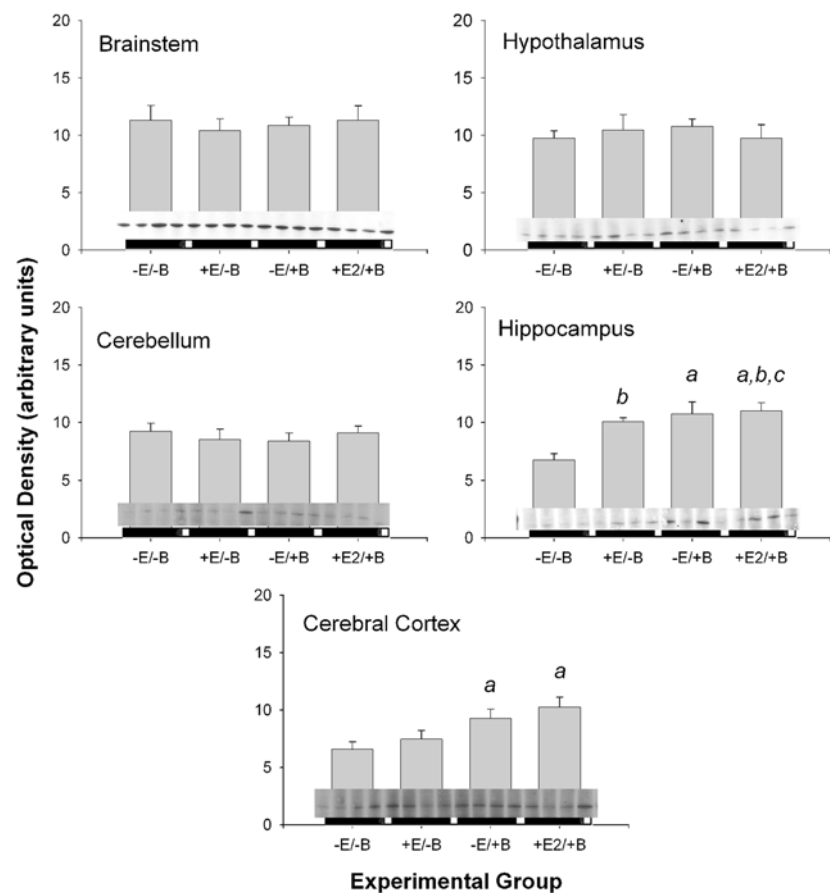 Optical Density (arbitrary units)
Brainstem
20
15
10
5
0
-E/-B +E/-B -E/+B +E2/+B
Hypothalamus
20
15
10
5
0
-E/-B +E/-B -E/+B +E2/+B
Cerebellum
20
15
10
5
0
-E/-B +E/-B -E/+B +E2/+B
Hippocampus
20
15
10
5
0
b a a,b,c
-E/-B +E/-B -E/+B +E2/+B
Cerebral Cortex
20
15
10
5
0
a a
-E/-B +E/-B -E/+B +E2/+B
Experimental Group